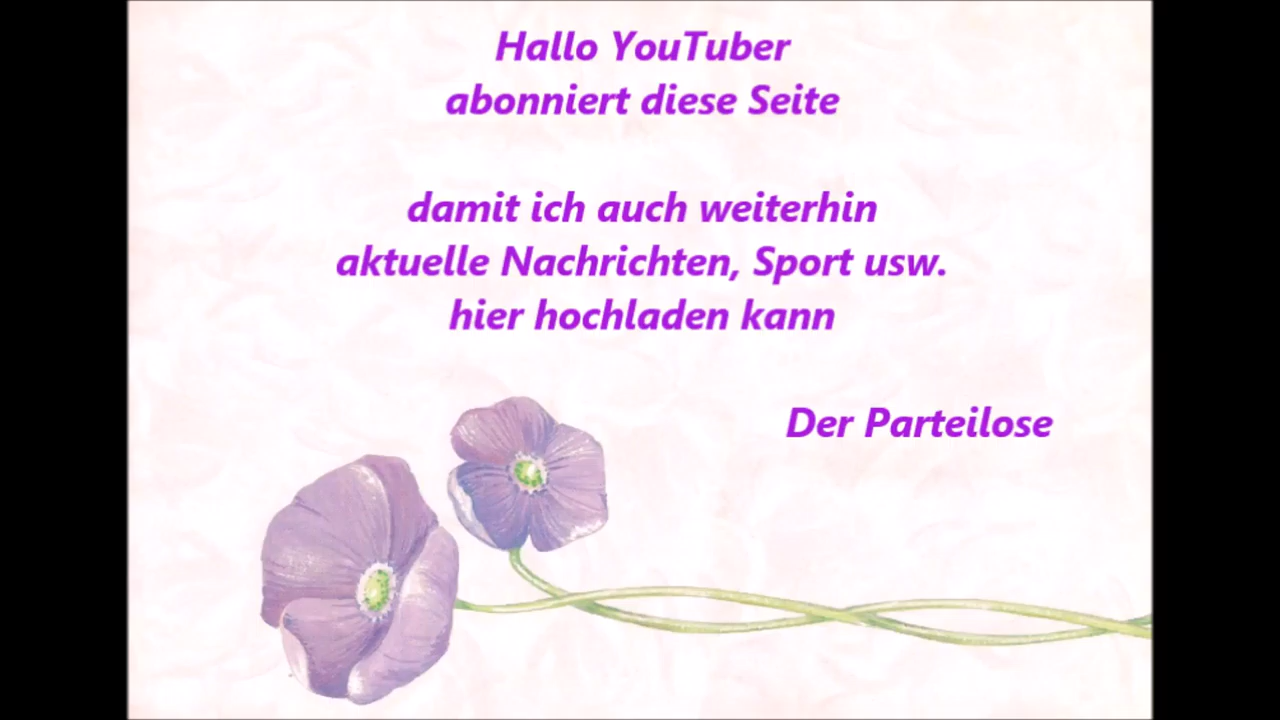 Hallo YouTuber
abonniert diese Seite
damit ich auch weiterhin
aktuelle Nachrichten, Sport usw.
hier hochladen kann
Der Parteilose